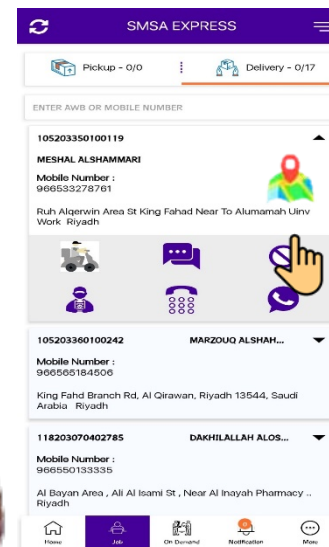 SMSA EXPRESS
Pickup - 0/0
Delivery - 0/17
ENTER AWB OR MOBILE NUMBER
105203350100119
MESHAL ALSHAMMARI
Mobile Number :
966533278761
Ruh Alqerwin Area St King Fahad Near To Alumamah Uinv
Work Riyadh
105203360100242 MARZOUQ ALSHAH...
Mobile Number :
966565184506
King Fahd Branch Rd, Al Qirawan, Riyadh 13544, Saudi
Arabia Riyadh
118203070402785 DAKHILALLAH ALOS...
Mobile Number :
966550133335
Al Bayan Area , Ali Al Isami St , Near Al Inayah Pharmacy ..
Riyadh
Home Job On Demand Notification More